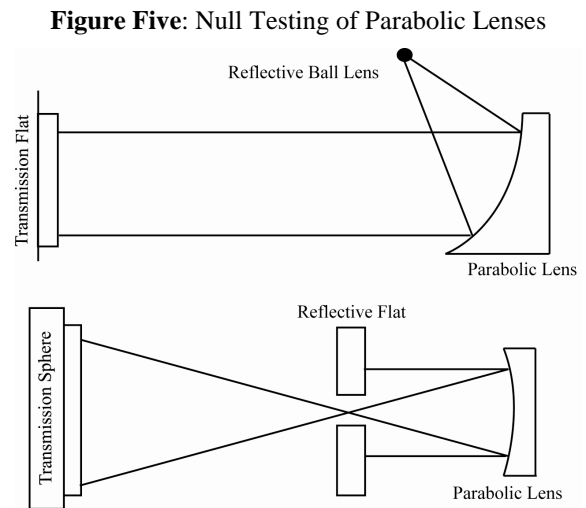 Figure Five: Null Testing of Parabolic Lenses
Reflective Ball Lens
Transmission Flat
Parabolic Lens
Reflective Flat
Transmission Sphere
Parabolic Lens